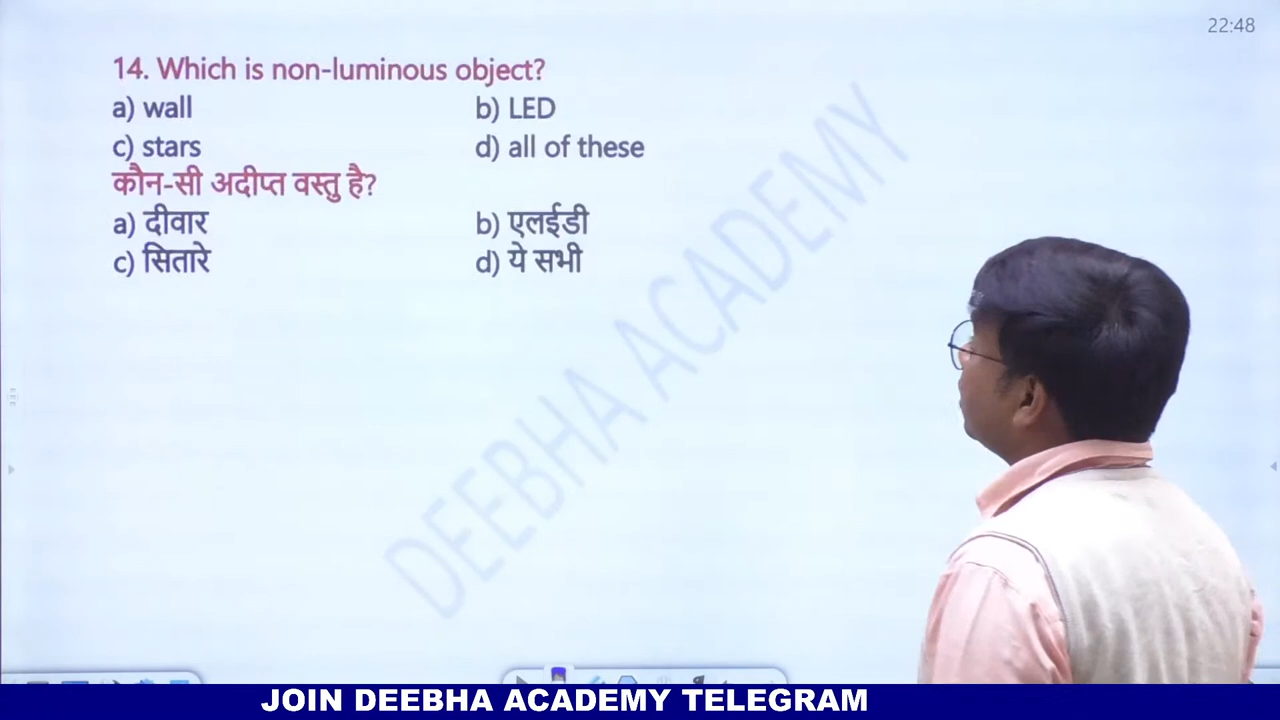 22:48
14. Which is non-luminous object?
a) wall b) LED
c) stars d) all of these
कौन-सी अदीप्त वस्तु है?
a) दीवार b) एलईडी
c) सितारे d) ये सभी
DEEBHA ACADEMY
JOIN DEEBHA ACADEMY TELEGRAM